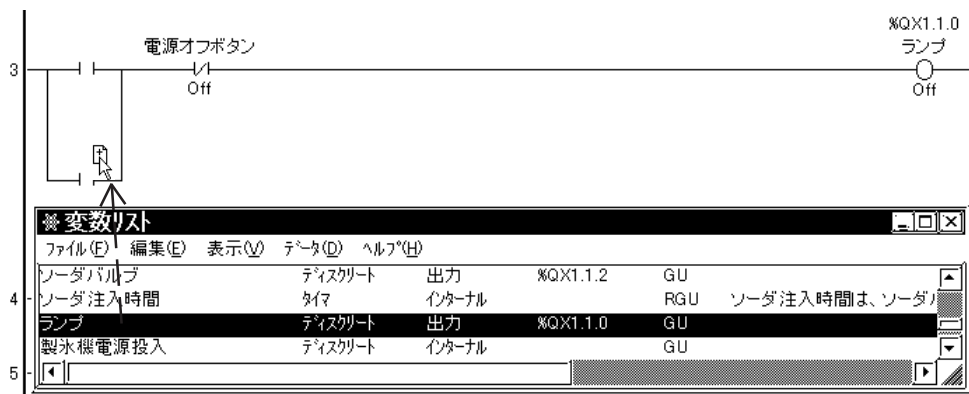 %QX1.1.0
電源オフボタン ランプ
3
Off Off
変数リスト
ファイル(F) 編集(E) 表示(V) データ(D) ヘルプ(H)
ソーダバルブ ディスクリート 出力 %QX1.1.2 GU
4 ソーダ注入時間 タイマ インターナル RGU ソーダ注入時間は、ソーダバ
ランプ ディスクリート 出力 %QX1.1.0 GU
製氷機電源投入 ディスクリート インターナル GU
5